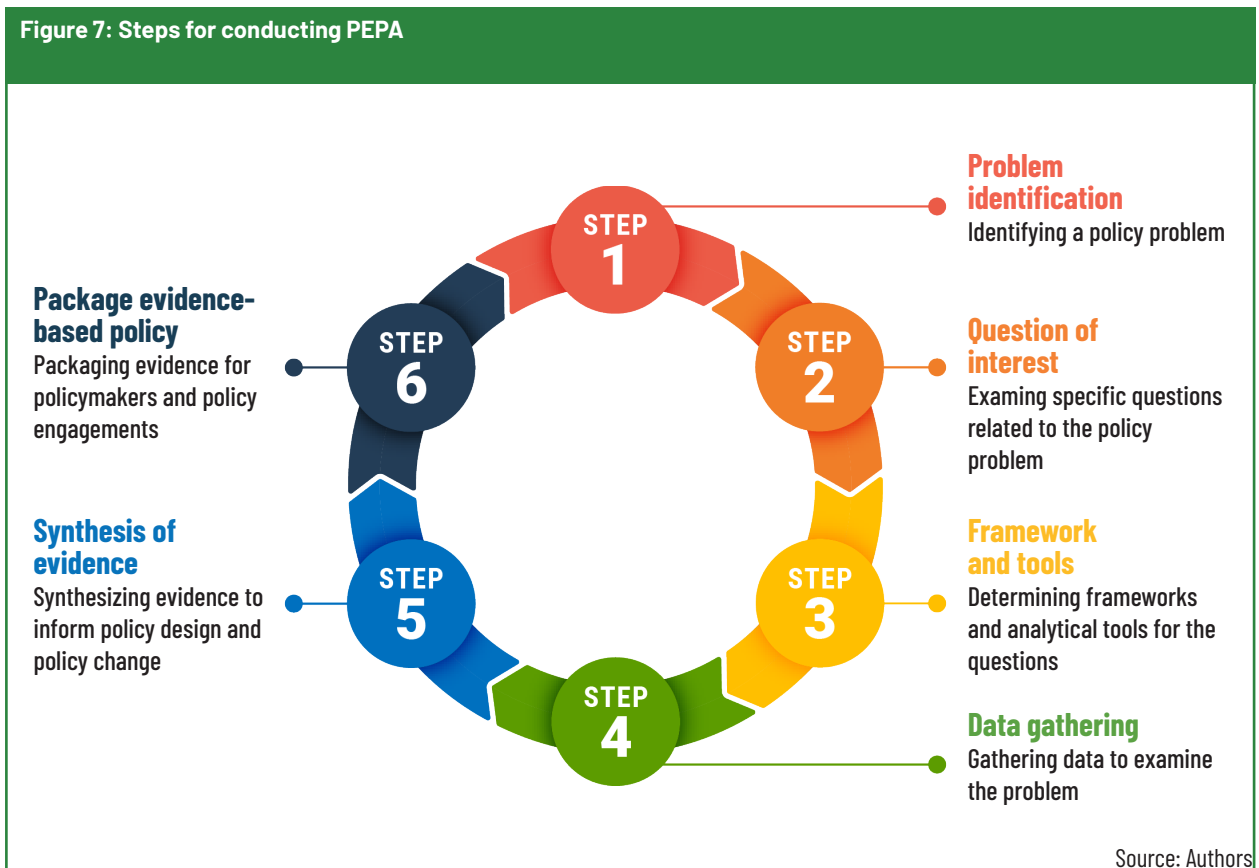 Figure 7: Steps for conducting PEPA
STEP
1
Problem
identification
Identifying a policy problem
STEP
2
Question of
interest
Examining specific questions
related to the policy
problem
STEP
3
Framework
and tools
Determining frameworks
and analytical tools for the
questions
STEP
4
Data gathering
Gathering data to examine
the problem
STEP
5
Synthesis of
evidence
Synthesizing evidence to
inform policy design and
policy change
STEP
6
Package evidence-
based policy
Packaging evidence for
policymakers and policy
engagements
Source: Authors